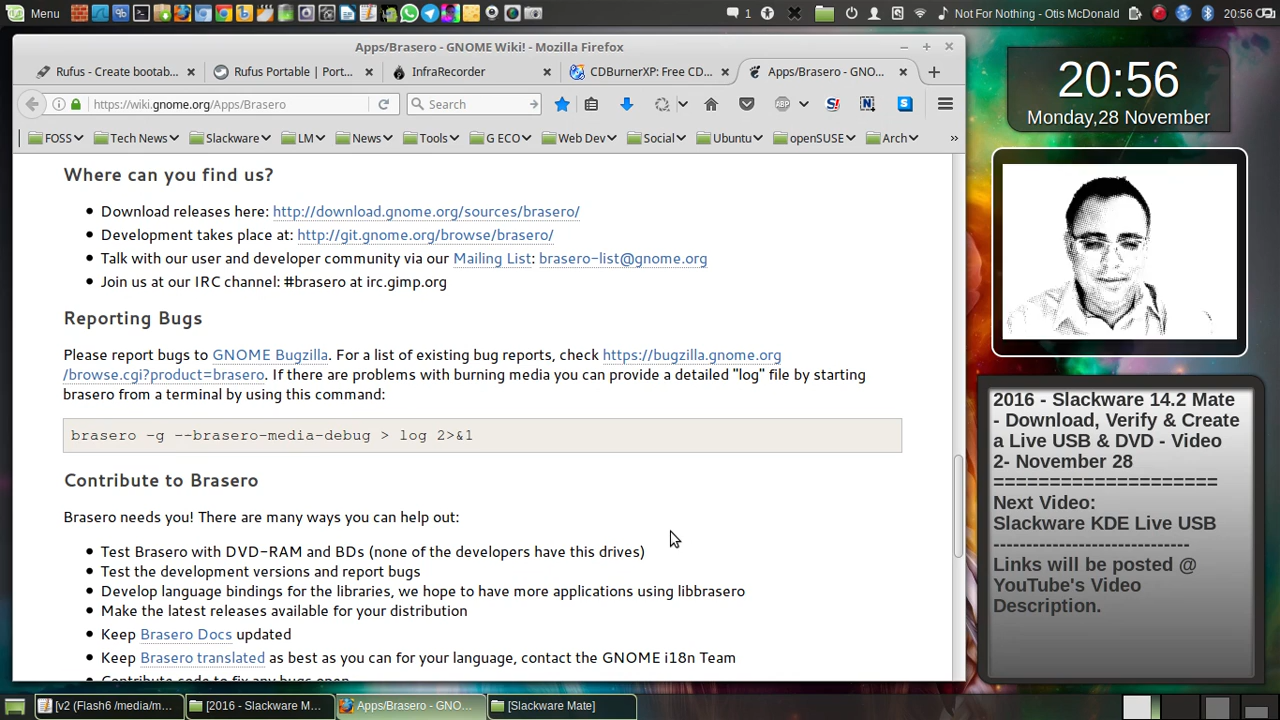 Menu
1
Not For Nothing - Otis McDonald
20:56
Apps/Brasero - GNOME Wiki! - Mozilla Firefox
Rufus - Create bootab...
Rufus Portable | Port...
InfraRecorder
CDBurnerXP: Free CD...
Apps/Brasero - GNO...
https://wiki.gnome.org/Apps/Brasero
Search
FOSS
Tech News
Slackware
LM
News
Tools
G ECO
Web Dev
Social
Ubuntu
openSUSE
Arch
Where can you find us?
Download releases here: http://download.gnome.org/sources/brasero/
Development takes place at: http://git.gnome.org/browse/brasero/
Talk with our user and developer community via our Mailing List: brasero-list@gnome.org
Join us at our IRC channel: #brasero at irc.gimp.org
Reporting Bugs
Please report bugs to GNOME Bugzilla. For a list of existing bug reports, check https://bugzilla.gnome.org
/browse.cgi?product=brasero. If there are problems with burning media you can provide a detailed "log" file by starting
brasero from a terminal by using this command:
brasero -g --brasero-media-debug > log 2>&1
Contribute to Brasero
Brasero needs you! There are many ways you can help out:
Test Brasero with DVD-RAM and BDs (none of the developers have this drives)
Test the development versions and report bugs
Develop language bindings for the libraries, we hope to have more applications using libbrasero
Make the latest releases available for your distribution
Keep Brasero Docs updated
Keep Brasero translated as best as you can for your language, contact the GNOME i18n Team
Contribute code to fix any bugs open
20:56
Monday,28 November
2016 - Slackware 14.2 Mate
- Download, Verify & Create
a Live USB & DVD - Video
2- November 28
====================
Next Video:
Slackware KDE Live USB
----------------------------
Links will be posted @
YouTube's Video
Description.
[v2 (Flash6 /media/m...
[2016 - Slackware M...
Apps/Brasero - GNO...
[Slackware Mate]